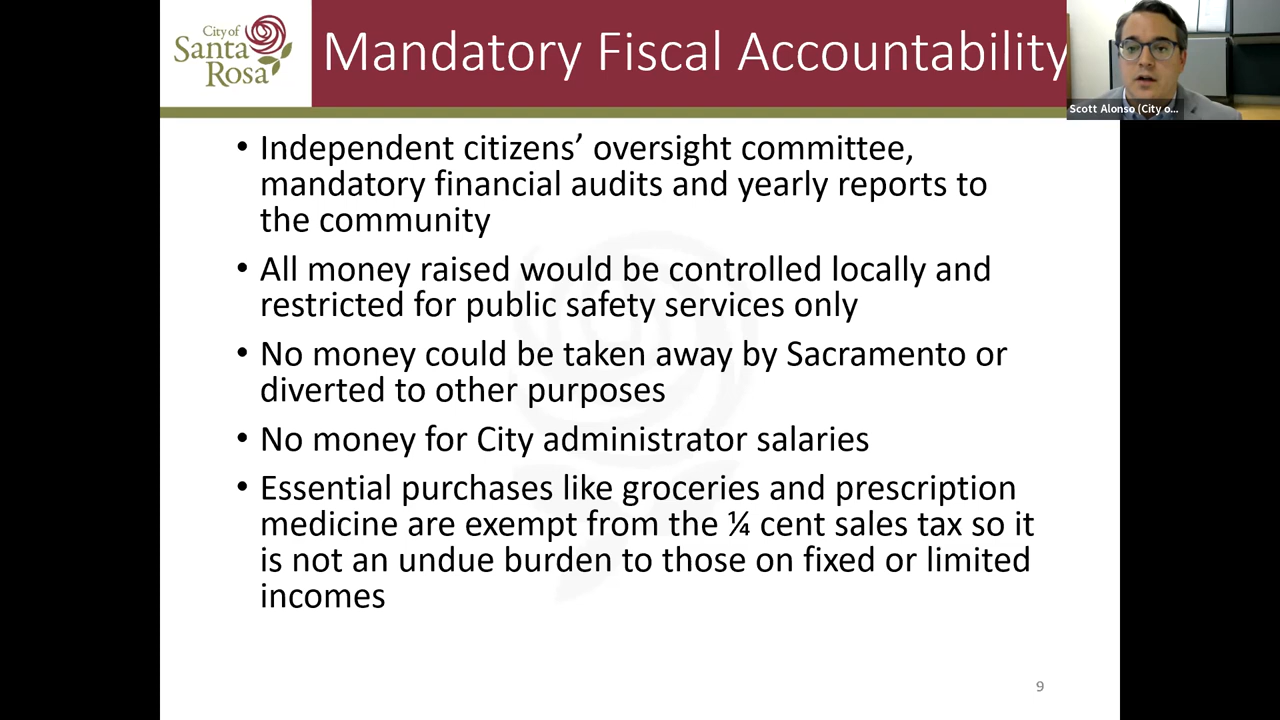 City of
Santa
Rosa
Mandatory Fiscal Accountability
Scott Alonso (City o...
• Independent citizens’ oversight committee,
mandatory financial audits and yearly reports to
the community
• All money raised would be controlled locally and
restricted for public safety services only
• No money could be taken away by Sacramento or
diverted to other purposes
• No money for City administrator salaries
• Essential purchases like groceries and prescription
medicine are exempt from the ¼ cent sales tax so it
is not an undue burden to those on fixed or limited
incomes
9